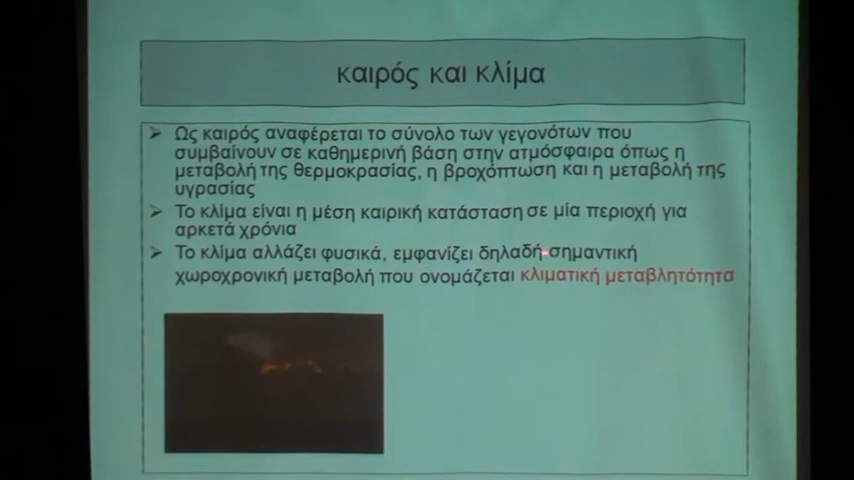 καιρός και κλίμα
➢ Ως καιρός αναφέρεται το σύνολο των γεγονότων που
συμβαίνουν σε καθημερινή βάση στην ατμόσφαιρα όπως η
μεταβολή της θερμοκρασίας, η βροχόπτωση και η μεταβολή της
υγρασίας
➢ Το κλίμα είναι η μέση καιρική κατάσταση σε μία περιοχή για
αρκετά χρόνια
➢ Το κλίμα αλλάζει φυσικά, εμφανίζει δηλαδή σημαντική
χωροχρονική μεταβολή που ονομάζεται κλιματική μεταβλητότητα